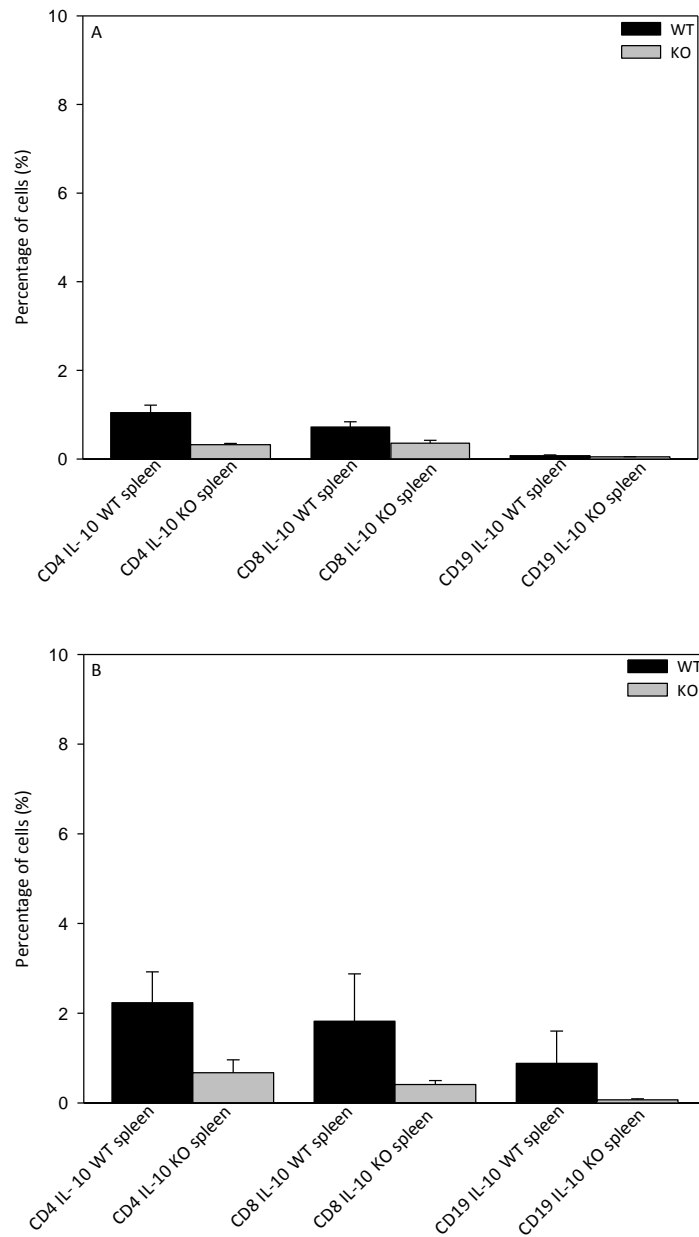 A
WT
KO
10
8
6
4
2
0
Percentage of cells (%)
CD4 IL- 10 WT spleen
CD4 IL-10 KO spleen
CD8 IL-10 WT spleen
CD8 IL-10 KO spleen
CD19 IL-10 WT spleen
CD19 IL-10 KO spleen
B
WT
KO
10
8
6
4
2
0
Percentage of cells (%)
CD4 IL- 10 WT spleen
CD4 IL-10 KO spleen
CD8 IL-10 WT spleen
CD8 IL-10 KO spleen
CD19 IL-10 WT spleen
CD19 IL-10 KO spleen